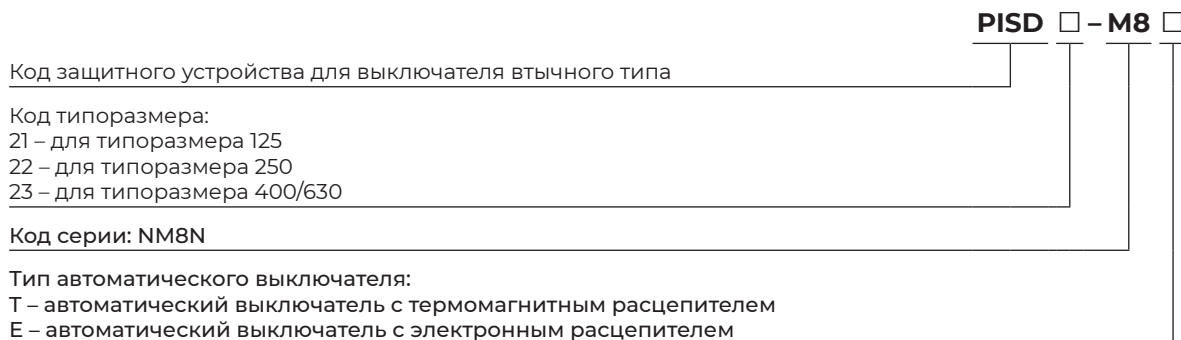 PISD □ – M8 □
Код защитного устройства для выключателя втычного типа
Код типоразмера:
21 – для типоразмера 125
22 – для типоразмера 250
23 – для типоразмера 400/630
Код серии: NM8N
Тип автоматического выключателя:
T – автоматический выключатель с термомагнитным расцепителем
E – автоматический выключатель с электронным расцепителем